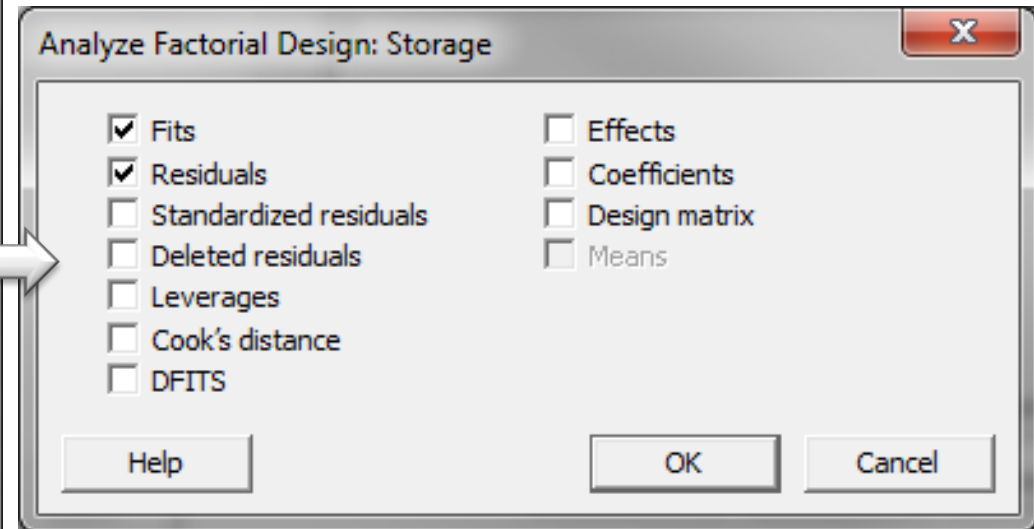 Analyze Factorial Design: Storage
Fits
Residuals
Standardized residuals
Deleted residuals
Leverages
Cook's distance
DFITS
Effects
Coefficients
Design matrix
Means
Help
OK
Cancel